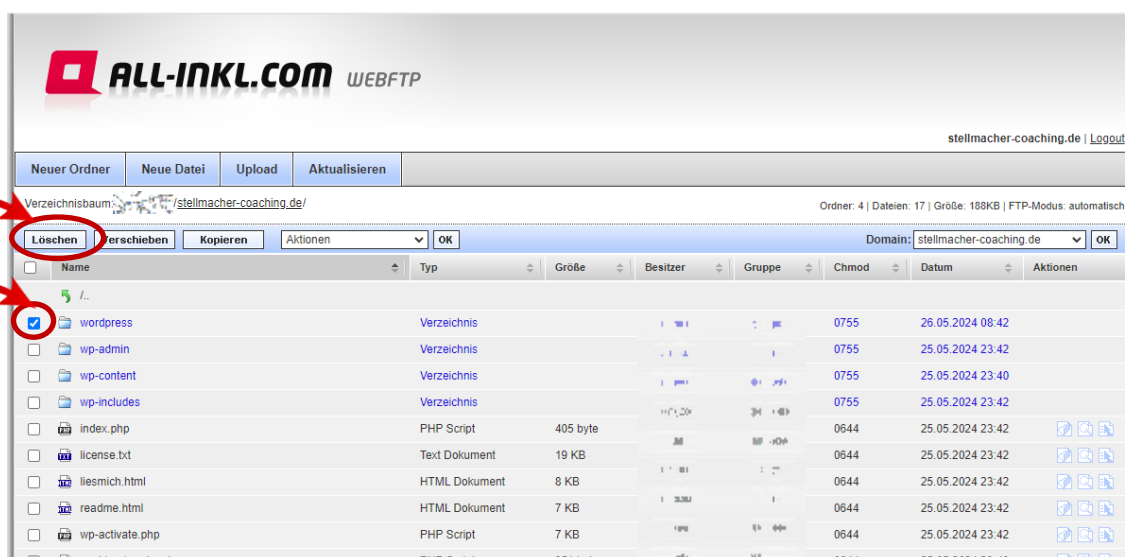 ALL-INKL.COM WEBFTP
stellmacher-coaching.de | Logout
Neuer Ordner Neue Datei Upload Aktualisieren
Verzeichnisbaum: /stellmacher-coaching.de/ Ordner: 4 | Dateien: 17 | Größe: 188KB | FTP-Modus: automatisch
Löschen Verschieben Kopieren Aktionen OK Domain: stellmacher-coaching.de OK
Name Typ Größe Besitzer Gruppe Chmod Datum Aktionen
/..
wordpress Verzeichnis 0755 26.05.2024 08:42
wp-admin Verzeichnis 0755 25.05.2024 23:42
wp-content Verzeichnis 0755 25.05.2024 23:40
wp-includes Verzeichnis 0755 25.05.2024 23:42
index.php PHP Script 405 byte 0644 25.05.2024 23:42
license.txt Text Dokument 19 KB 0644 25.05.2024 23:42
liesmich.html HTML Dokument 8 KB 0644 25.05.2024 23:42
readme.html HTML Dokument 7 KB 0644 25.05.2024 23:42
wp-activate.php PHP Script 7 KB 0644 25.05.2024 23:42